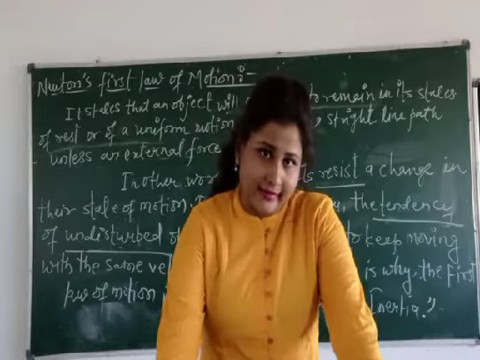 Newton's first law of Motion :-
It states that an object will to remain in its states
of rest or of a uniform motion stright line path
unless an external force
In other wor resist a change in
their state of motion. the tendency
of undisturbed to keep moving
with the same ve is why, the First
law of motion Inertia."